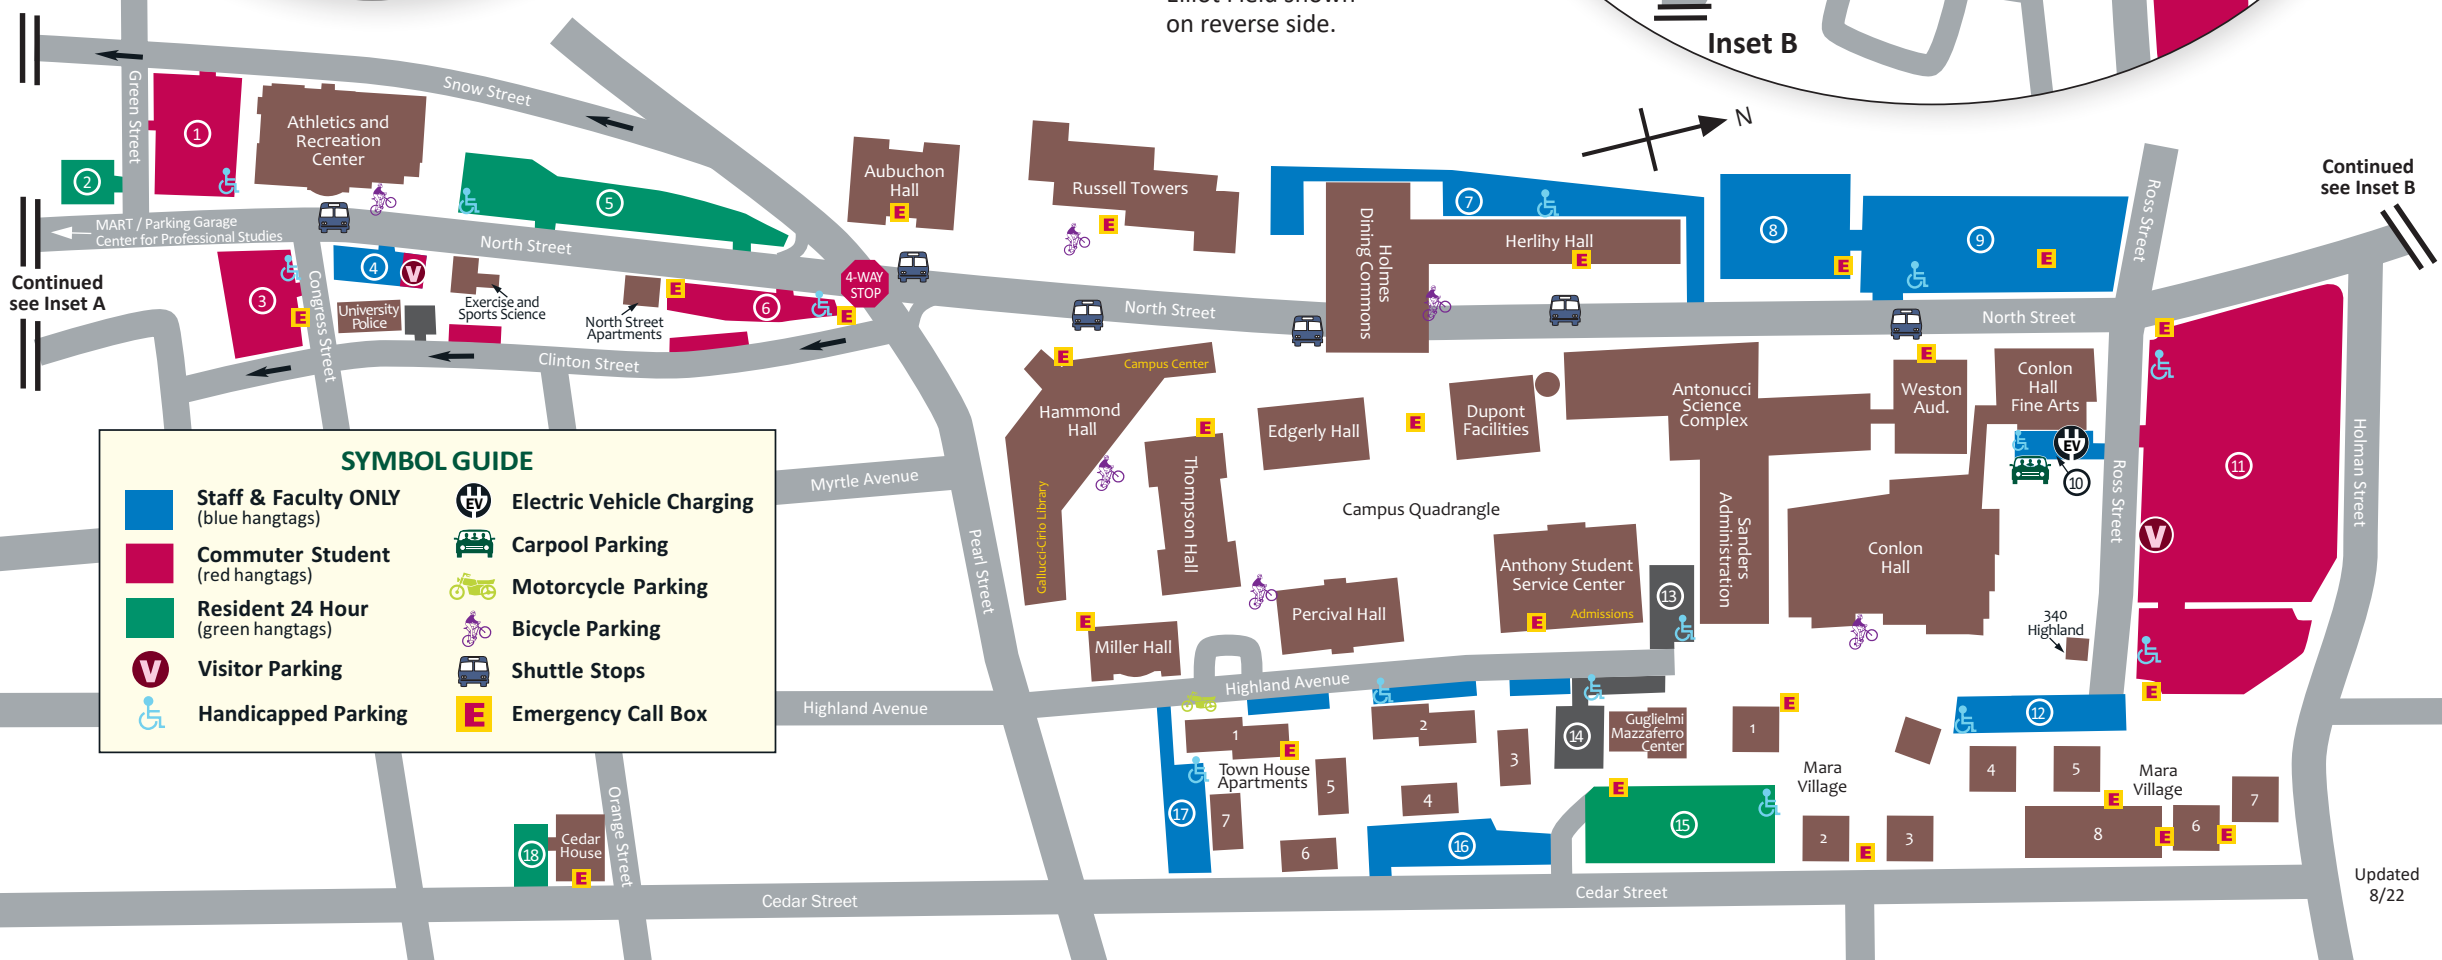 Elliot Field shown
on reverse side.
Inset B
N
Continued
see Inset B
Continued
see Inset A
Snow Street
Green Street
1
2
Athletics and
Recreation
Center
5
MART / Parking Garage
Center for Professional Studies
North Street
4
V
3
Congress Street
University
Police
Exercise and
Sports Science
North Street
Apartments
E
E
6
E
4-WAY
STOP
Clinton Street
Aubuchon
Hall
E
Russell Towers
E
North Street
Holmes
Dining Commons
7
Herlihy Hall
E
8
E
9
E
Ross Street
North Street
E
Campus Center
Hammond
Hall
Gallucci-Cirio Library
E
Thompson Hall
Edgerly Hall
E
Dupont
Facilities
Antonucci
Science
Complex
E
Weston
Aud.
Conlon
Hall
Fine Arts
EV
10
E
11
V
Ross Street
Holman Street
Campus Quadrangle
Sanders
Administration
Anthony Student
Service Center
Admissions
E
13
Conlon
Hall
340
Highland
E
Percival Hall
E
Miller Hall
Myrtle Avenue
Pearl Street
Highland Avenue
Highland Avenue
SYMBOL GUIDE
Staff & Faculty ONLY
(blue hangtags)
Commuter Student
(red hangtags)
Resident 24 Hour
(green hangtags)
V
Visitor Parking
Handicapped Parking
EV
Electric Vehicle Charging
Carpool Parking
Motorcycle Parking
Bicycle Parking
Shuttle Stops
E
Emergency Call Box
1
E
2
3
4
5
6
7
Town House
Apartments
17
16
14
Guglielmi
Mazzaferro
Center
E
15
1
E
Mara
Village
2
3
E
12
4
5
Mara
Village
E
7
8
E
6
E
18
Cedar
House
E
Orange Street
Cedar Street
Cedar Street
Updated
8/22